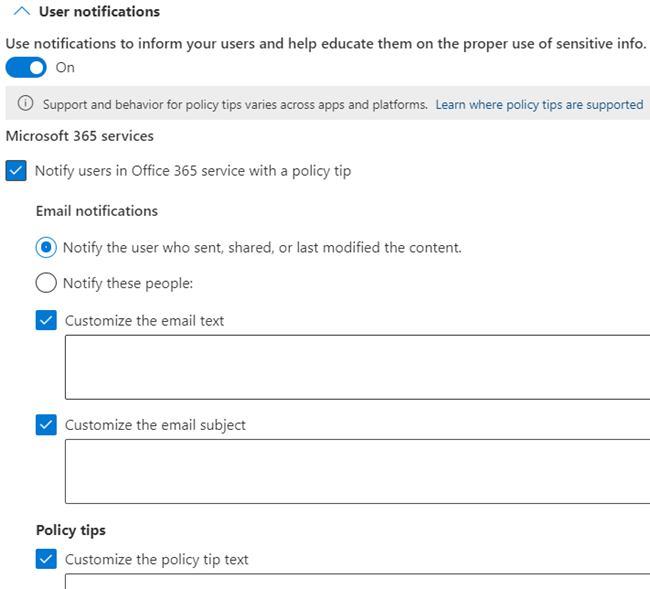 User notifications
Use notifications to inform your users and help educate them on the proper use of sensitive info.
On
Support and behavior for policy tips varies across apps and platforms. Learn where policy tips are supported
Microsoft 365 services
Notify users in Office 365 service with a policy tip
Email notifications
Notify the user who sent, shared, or last modified the content.
Notify these people:
Customize the email text
Customize the email subject
Policy tips
Customize the policy tip text